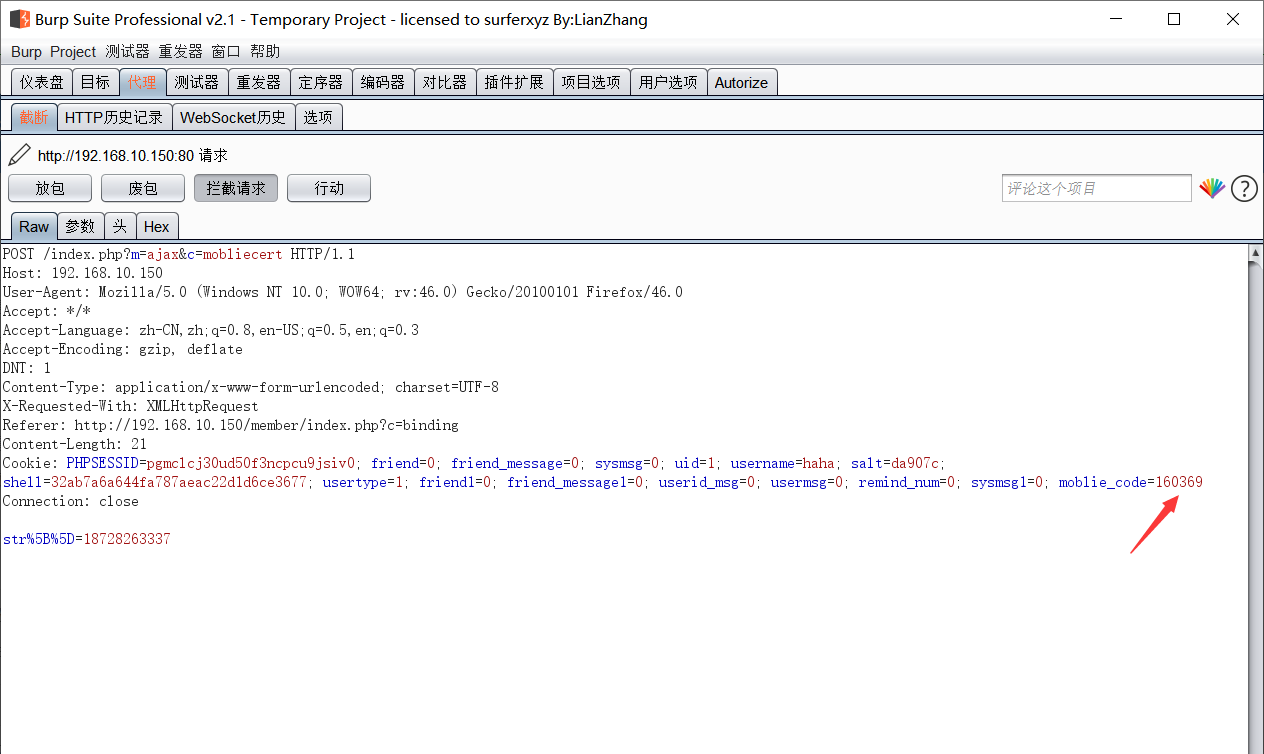 Burp Suite Professional v2.1 - Temporary Project - licensed to surferxyz By:LianZhang
Burp Project 测试器 重发器 窗口 帮助
仪表盘 目标 代理 测试器 重发器 定序器 编码器 对比器 插件扩展 项目选项 用户选项 Autorize
截断 HTTP历史记录 WebSocket历史 选项
http://192.168.10.150:80 请求
放包 废包 拦截请求 行动 评论这个项目 ?
Raw 参数 头 Hex
POST /index.php?m=ajax&c=mobliecert HTTP/1.1
Host: 192.168.10.150
User-Agent: Mozilla/5.0 (Windows NT 10.0; WOW64; rv:46.0) Gecko/20100101 Firefox/46.0
Accept: */*
Accept-Language: zh-CN,zh;q=0.8,en-US;q=0.5,en;q=0.3
Accept-Encoding: gzip, deflate
DNT: 1
Content-Type: application/x-www-form-urlencoded; charset=UTF-8
X-Requested-With: XMLHttpRequest
Referer: http://192.168.10.150/member/index.php?c=binding
Content-Length: 21
Cookie: PHPSESSID=pgmc1cj30ud50f3ncpcu9jsiv0; friend=0; friend_message=0; sysmsg=0; uid=1; username=haha; salt=da907c;
shell=32ab7a6a644fa787aeac22d1d6ce3677; usertype=1; friend1=0; friend_message1=0; userid_msg=0; usermsg=0; remind_num=0; sysmsg1=0; moblie_code=160369
Connection: close
str%5B%5D=18728263337